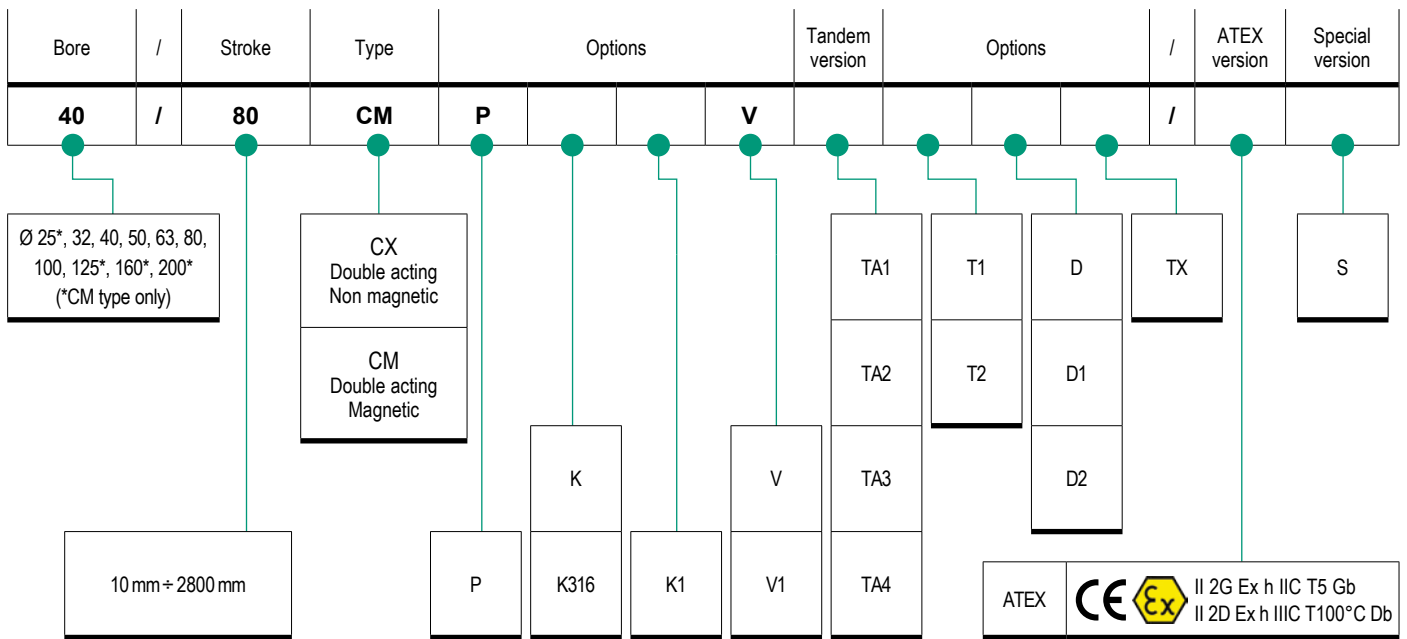 Bore / Stroke Type Options Tandem version Options / ATEX version Special version
40 / 80 CM P V /
Ø 25*, 32, 40, 50, 63, 80,
100, 125*, 160*, 200*
(*CM type only)
CX
Double acting
Non magnetic
CM
Double acting
Magnetic
10 mm ÷ 2800 mm
P
K
K316
K1
V
V1
TA1
TA2
TA3
TA4
T1
T2
D
D1
D2
TX
ATEX
CE Ex
II 2G Ex h IIC T5 Gb
II 2D Ex h IIIC T100°C Db
S